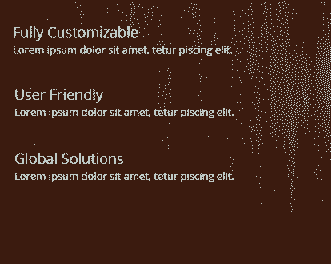 Fully Customizable
Lorem ipsum dolor sit amet, tetur piscing elit.
User Friendly
Lorem ipsum dolor sit amet, tetur piscing elit.
Global Solutions
Lorem ipsum dolor sit amet, tetur piscing elit.